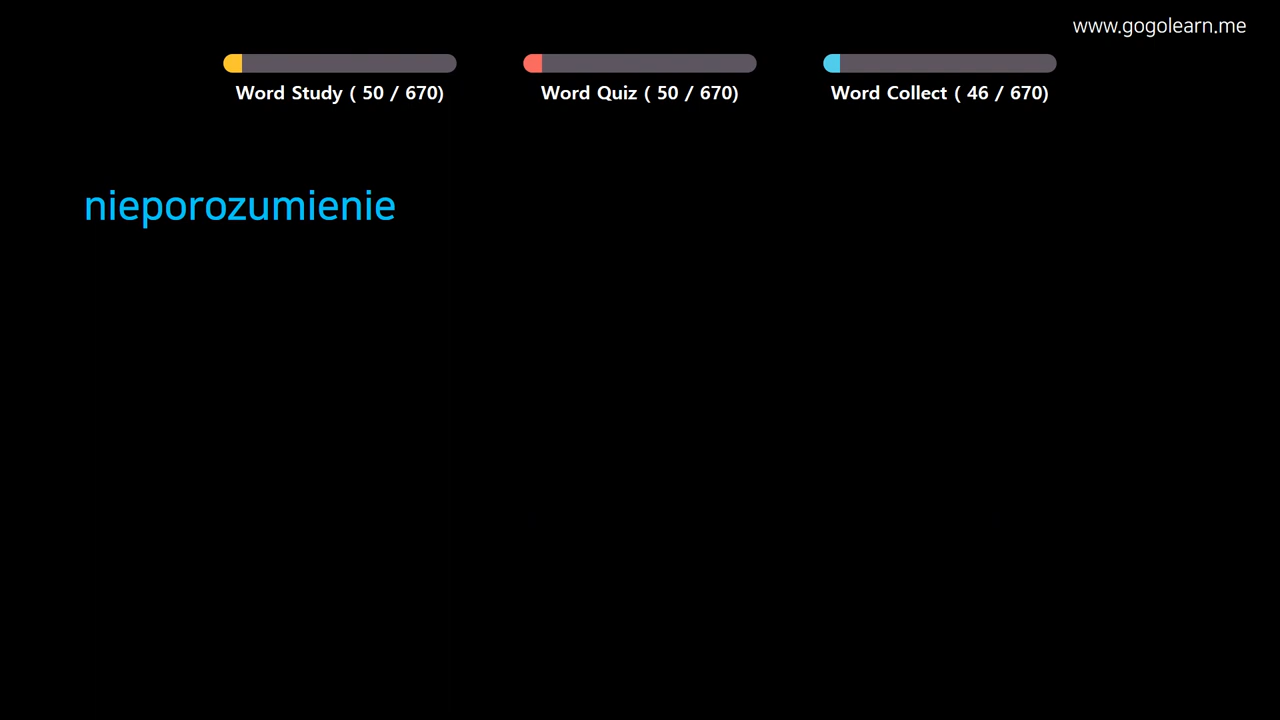 www.gogolearn.me
Word Study ( 50 / 670)
Word Quiz ( 50 / 670)
Word Collect ( 46 / 670)
nieporozumienie